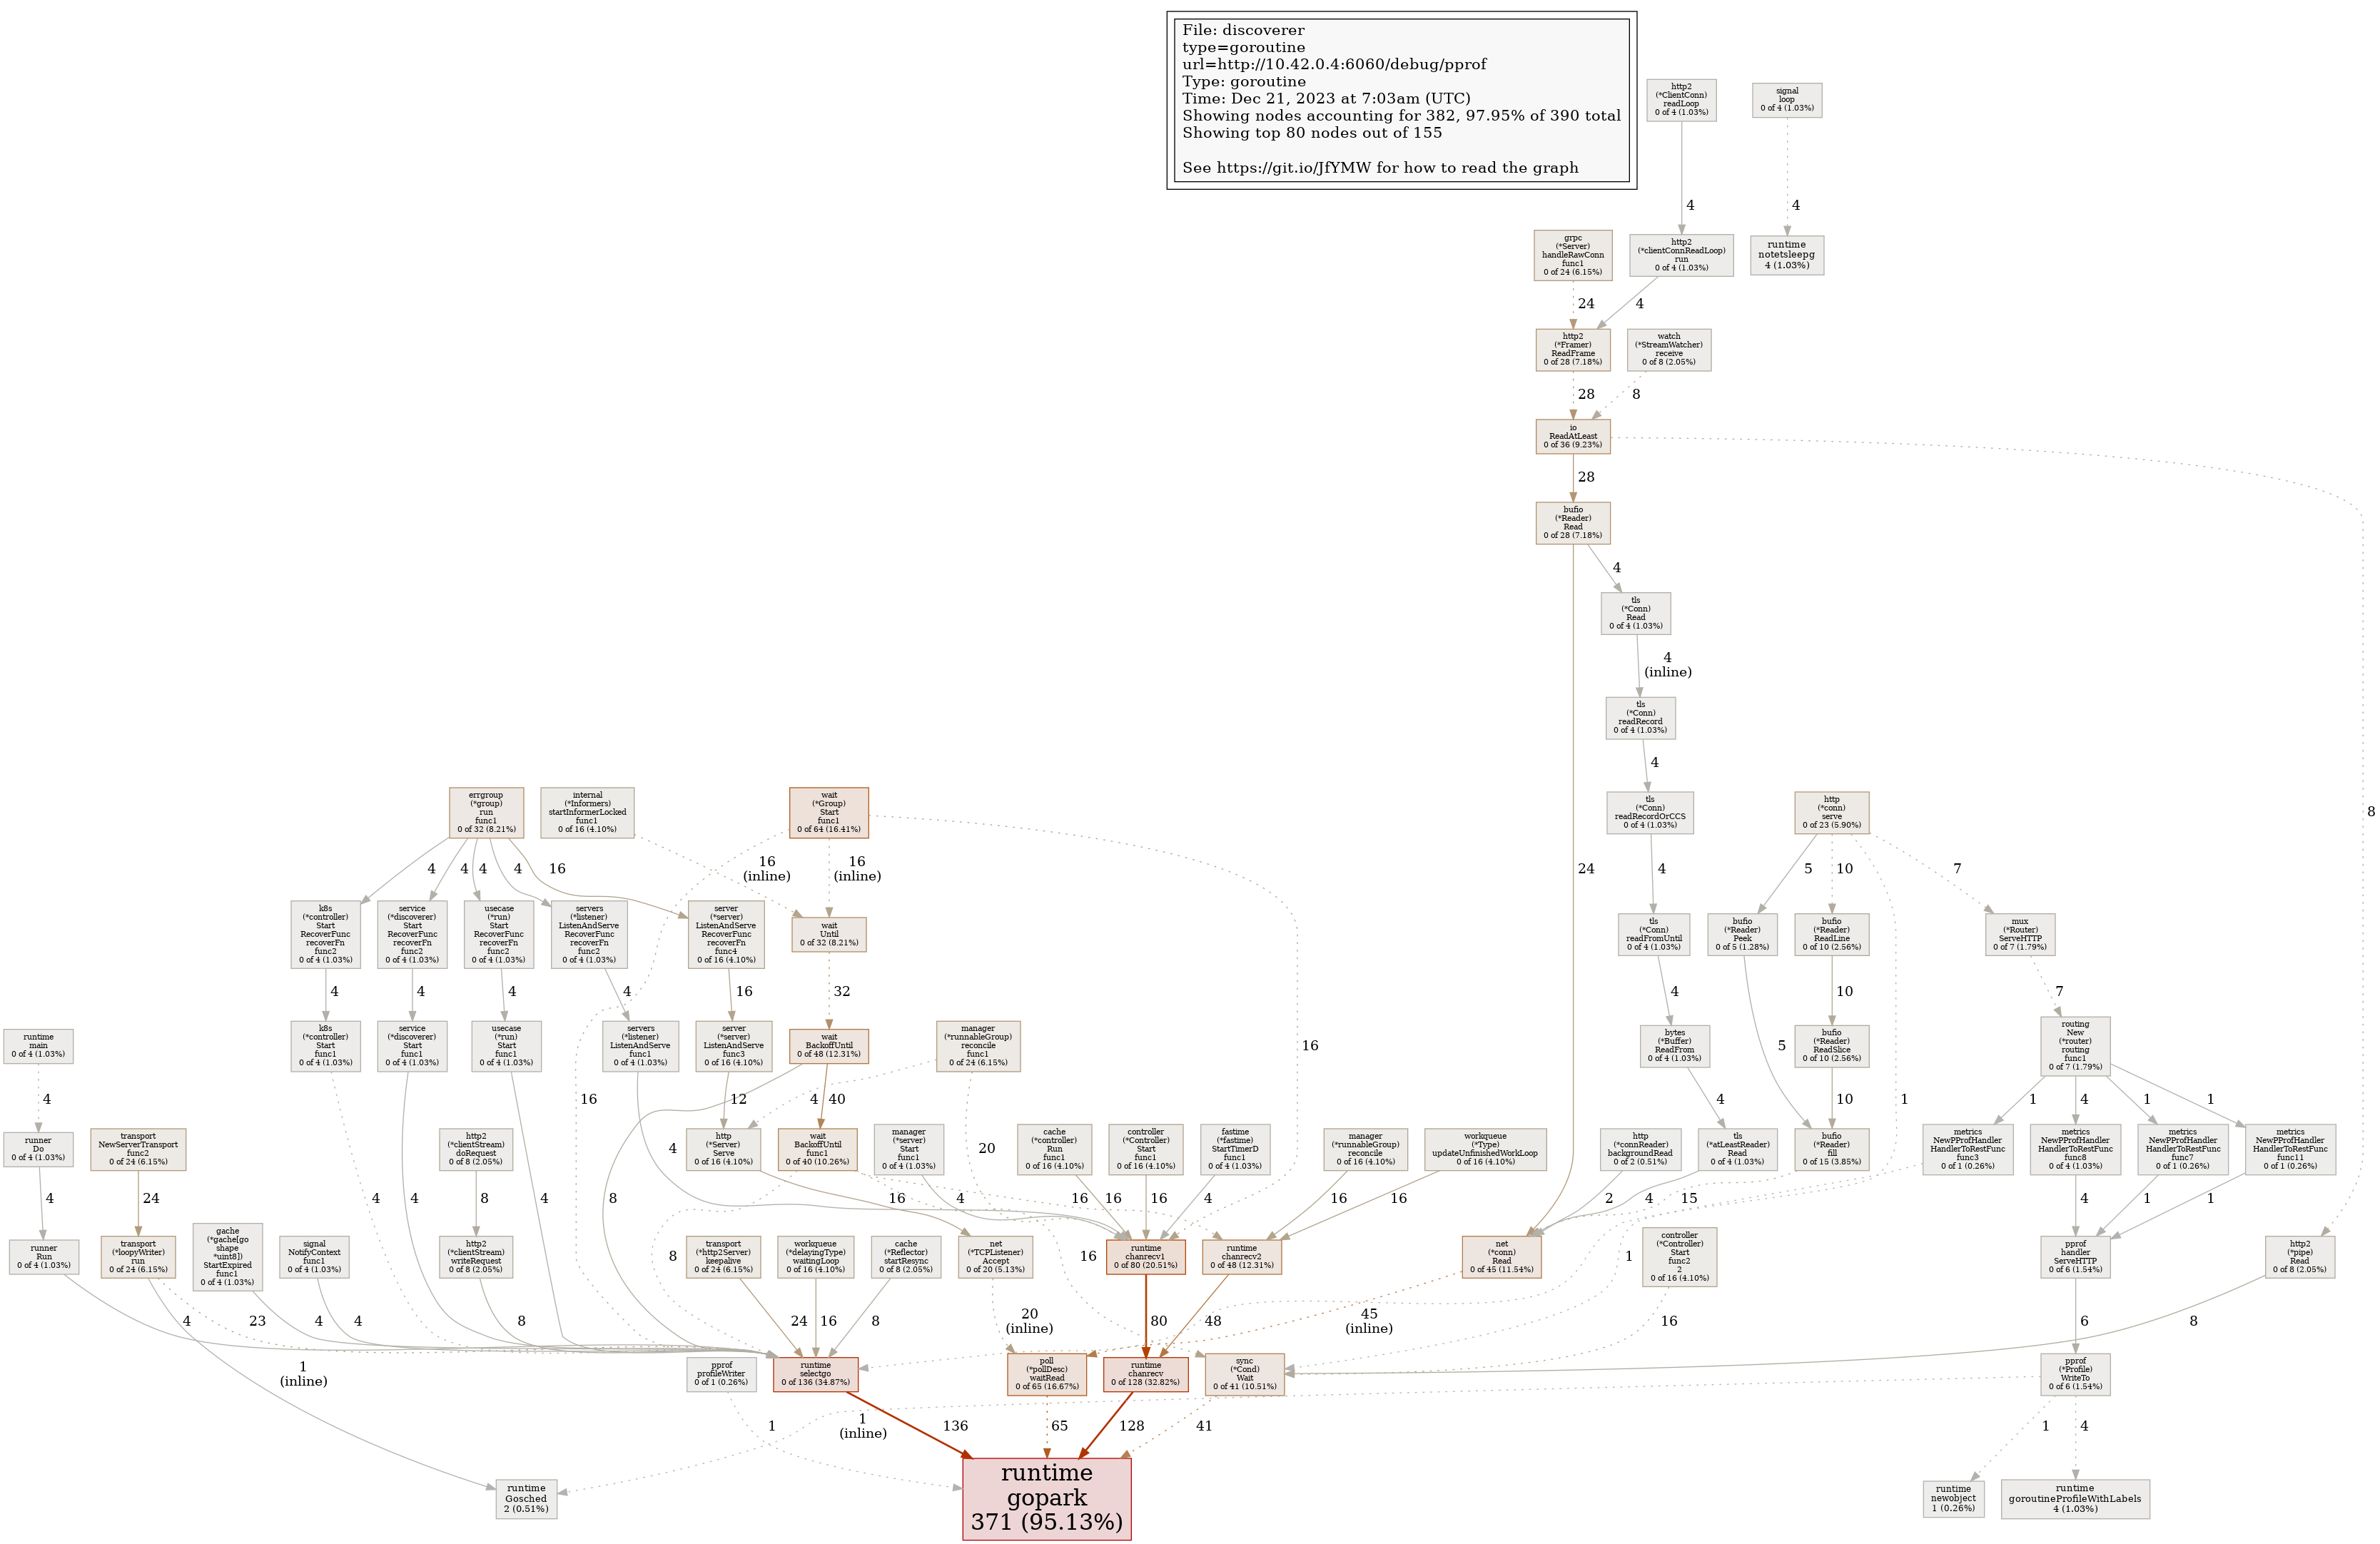 File: discoverer
type=goroutine
url=http://10.42.0.4:6060/debug/pprof
Type: goroutine
Time: Dec 21, 2023 at 7:03am (UTC)
Showing nodes accounting for 382, 97.95% of 390 total
Showing top 80 nodes out of 155
See https://git.io/JfYMW for how to read the graph
http2
(*ClientConn)
readLoop
0 of 4 (1.03%)
signal
loop
0 of 4 (1.03%)
4
4
grpc
(*Server)
handleRawConn
func1
0 of 24 (6.15%)
http2
(*clientConnReadLoop)
run
0 of 4 (1.03%)
runtime
notetsleepg
4 (1.03%)
24
4
http2
(*Framer)
ReadFrame
0 of 28 (7.18%)
watch
(*StreamWatcher)
receive
0 of 8 (2.05%)
28
8
io
ReadAtLeast
0 of 36 (9.23%)
28
8
bufio
(*Reader)
Read
0 of 28 (7.18%)
4
24
tls
(*Conn)
Read
0 of 4 (1.03%)
4
(inline)
tls
(*Conn)
readRecord
0 of 4 (1.03%)
4
errgroup
(*group)
run
func1
0 of 32 (8.21%)
internal
(*Informers)
startInformerLocked
func1
0 of 16 (4.10%)
wait
(*Group)
Start
func1
0 of 64 (16.41%)
tls
(*Conn)
readRecordOrCCS
0 of 4 (1.03%)
http
(*conn)
serve
0 of 23 (5.90%)
4
4
4
4
16
16
(inline)
16
(inline)
16
16
4
5
10
7
1
k8s
(*controller)
Start
RecoverFunc
recoverFn
func2
0 of 4 (1.03%)
service
(*discoverer)
Start
RecoverFunc
recoverFn
func2
0 of 4 (1.03%)
usecase
(*run)
Start
RecoverFunc
recoverFn
func2
0 of 4 (1.03%)
servers
(*listener)
ListenAndServe
RecoverFunc
recoverFn
func2
0 of 4 (1.03%)
server
(*server)
ListenAndServe
RecoverFunc
recoverFn
func4
0 of 16 (4.10%)
wait
Until
0 of 32 (8.21%)
tls
(*Conn)
readFromUntil
0 of 4 (1.03%)
bufio
(*Reader)
Peek
0 of 5 (1.28%)
bufio
(*Reader)
ReadLine
0 of 10 (2.56%)
mux
(*Router)
ServeHTTP
0 of 7 (1.79%)
4
4
4
4
16
32
4
5
10
7
runtime
main
0 of 4 (1.03%)
k8s
(*controller)
Start
func1
0 of 4 (1.03%)
service
(*discoverer)
Start
func1
0 of 4 (1.03%)
usecase
(*run)
Start
func1
0 of 4 (1.03%)
servers
(*listener)
ListenAndServe
func1
0 of 4 (1.03%)
server
(*server)
ListenAndServe
func3
0 of 16 (4.10%)
wait
BackoffUntil
0 of 48 (12.31%)
manager
(*runnableGroup)
reconcile
func1
0 of 24 (6.15%)
bytes
(*Buffer)
ReadFrom
0 of 4 (1.03%)
bufio
(*Reader)
ReadSlice
0 of 10 (2.56%)
routing
New
(*router)
routing
func1
0 of 7 (1.79%)
4
4
4
4
4
12
8
40
4
20
4
10
1
4
1
1
runner
Do
0 of 4 (1.03%)
transport
NewServerTransport
func2
0 of 24 (6.15%)
http2
(*clientStream)
doRequest
0 of 8 (2.05%)
http
(*Server)
Serve
0 of 16 (4.10%)
wait
BackoffUntil
func1
0 of 40 (10.26%)
manager
(*server)
Start
func1
0 of 4 (1.03%)
cache
(*controller)
Run
func1
0 of 16 (4.10%)
controller
(*Controller)
Start
func1
0 of 16 (4.10%)
fastime
(*fastime)
StartTimerD
func1
0 of 4 (1.03%)
manager
(*runnableGroup)
reconcile
0 of 16 (4.10%)
workqueue
(*Type)
updateUnfinishedWorkLoop
0 of 16 (4.10%)
http
(*connReader)
backgroundRead
0 of 2 (0.51%)
tls
(*atLeastReader)
Read
0 of 4 (1.03%)
bufio
(*Reader)
fill
0 of 15 (3.85%)
metrics
NewPProfHandler
HandlerToRestFunc
func3
0 of 1 (0.26%)
metrics
NewPProfHandler
HandlerToRestFunc
func8
0 of 4 (1.03%)
metrics
NewPProfHandler
HandlerToRestFunc
func7
0 of 1 (0.26%)
metrics
NewPProfHandler
HandlerToRestFunc
func11
0 of 1 (0.26%)
4
24
8
16
8
16
16
4
16
16
4
16
16
2
4
15
1
4
1
1
runner
Run
0 of 4 (1.03%)
transport
(*loopyWriter)
run
0 of 24 (6.15%)
gache
(*gache[go
shape
*uint8])
StartExpired
func1
0 of 4 (1.03%)
signal
NotifyContext
func1
0 of 4 (1.03%)
http2
(*clientStream)
writeRequest
0 of 8 (2.05%)
transport
(*http2Server)
keepalive
0 of 24 (6.15%)
workqueue
(*delayingType)
waitingLoop
0 of 16 (4.10%)
cache
(*Reflector)
startResync
0 of 8 (2.05%)
net
(*TCPListener)
Accept
0 of 20 (5.13%)
runtime
chanrecv1
0 of 80 (20.51%)
runtime
chanrecv2
0 of 48 (12.31%)
net
(*conn)
Read
0 of 45 (11.54%)
controller
(*Controller)
Start
func2
2
0 of 16 (4.10%)
pprof
handler
ServeHTTP
0 of 6 (1.54%)
http2
(*pipe)
Read
0 of 8 (2.05%)
4
1
(inline)
23
4
4
8
24
16
8
20
(inline)
80
48
45
(inline)
16
6
8
pprof
profileWriter
0 of 1 (0.26%)
runtime
selectgo
0 of 136 (34.87%)
poll
(*pollDesc)
waitRead
0 of 65 (16.67%)
runtime
chanrecv
0 of 128 (32.82%)
sync
(*Cond)
Wait
0 of 41 (10.51%)
pprof
(*Profile)
WriteTo
0 of 6 (1.54%)
1
1
(inline)
136
65
128
41
1
4
runtime
Gosched
2 (0.51%)
runtime
gopark
371 (95.13%)
runtime
newobject
1 (0.26%)
runtime
goroutineProfileWithLabels
4 (1.03%)